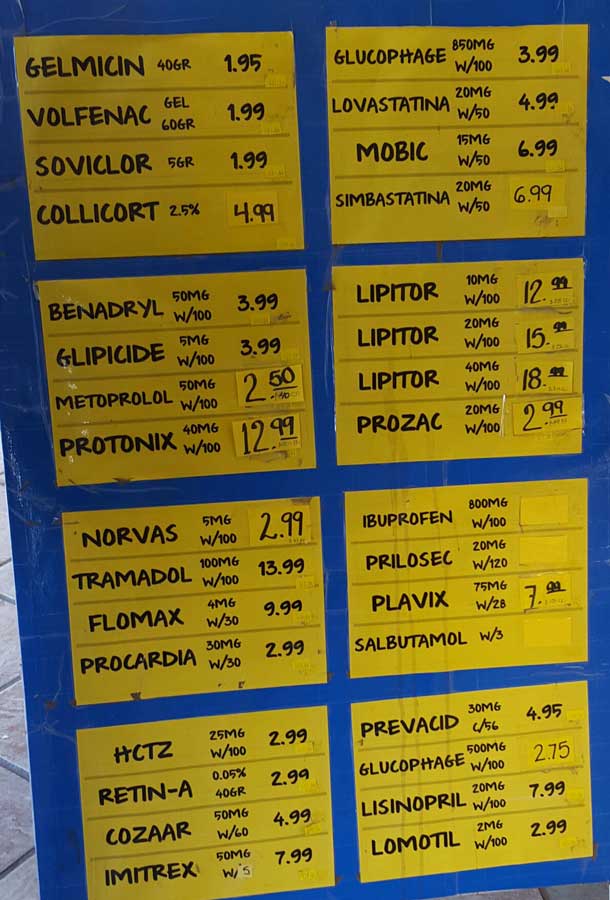 GELMICIN 40GR 1.95
VOLFENAC GEL 60GR 1.99
SOVICLOR 5GR 1.99
COLLICORT 2.5% 4.99
GLUCOPHAGE 850MG W/100 3.99
LOVASTATINA 20MG W/50 4.99
MOBIC 15MG W/50 6.99
SIMBASTATINA 20MG W/50 6.99
BENADRYL 50MG W/100 3.99
GLIPICIDE 5MG W/100 3.99
METOPROLOL 50MG W/100 2.50
PROTONIX 40MG W/100 12.99
LIPITOR 10MG W/100 12.99
LIPITOR 20MG W/100 15.99
LIPITOR 40MG W/100 18.99
PROZAC 20MG W/100 2.99
NORVAS 5MG W/100 2.99
TRAMADOL 100MG W/100 13.99
FLOMAX 4MG W/30 9.99
PROCARDIA 30MG W/30 2.99
IBUPROFEN 800MG W/100
PRILOSEC 20MG W/120
PLAVIX 75MG W/28 7.99
SALBUTAMOL W/3
HCTZ 25MG W/100 2.99
RETIN-A 0.05% 40GR 2.99
COZAAR 50MG W/60 4.99
IMITREX 50MG W/5 7.99
PREVACID 30MG C/56 4.95
GLUCOPHAGE 500MG W/100 2.75
LISINOPRIL 20MG W/100 7.99
LOMOTIL 2MG W/100 2.99